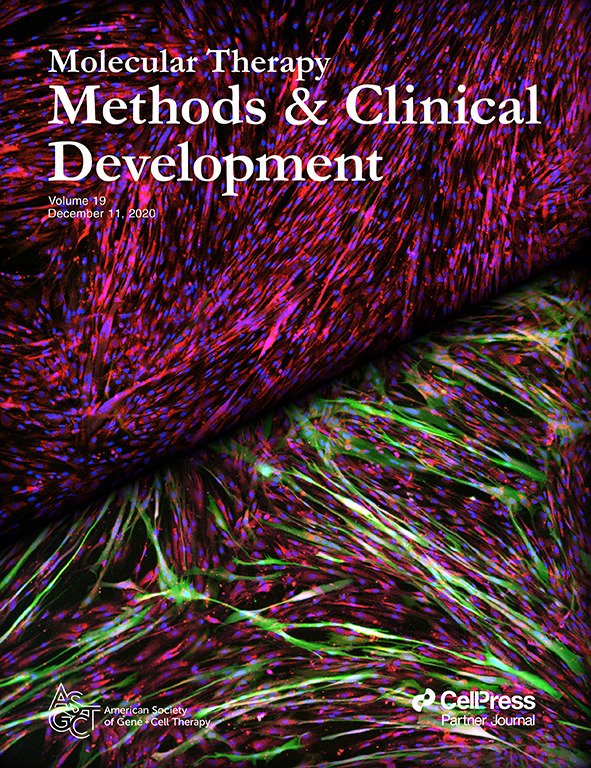 Molecular Therapy
Methods & Clinical
Development
Volume 19
December 11, 2020
ASGCT
American Society
of Gene + Cell Therapy
CellPress
Partner Journal